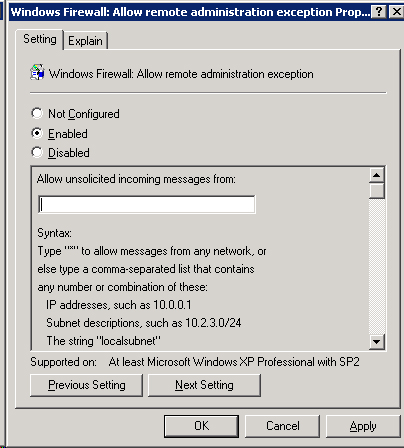 Windows Firewall: Allow remote administration exception Prop...
Setting
Explain
Windows Firewall: Allow remote administration exception
Not Configured
Enabled
Disabled
Allow unsolicited incoming messages from:
Syntax:
Type "*" to allow messages from any network, or
else type a comma-separated list that contains
any number or combination of these:
IP addresses, such as 10.0.0.1
Subnet descriptions, such as 10.2.3.0/24
The string "localsubnet"
Supported on: At least Microsoft Windows XP Professional with SP2
Previous Setting
Next Setting
OK
Cancel
Apply